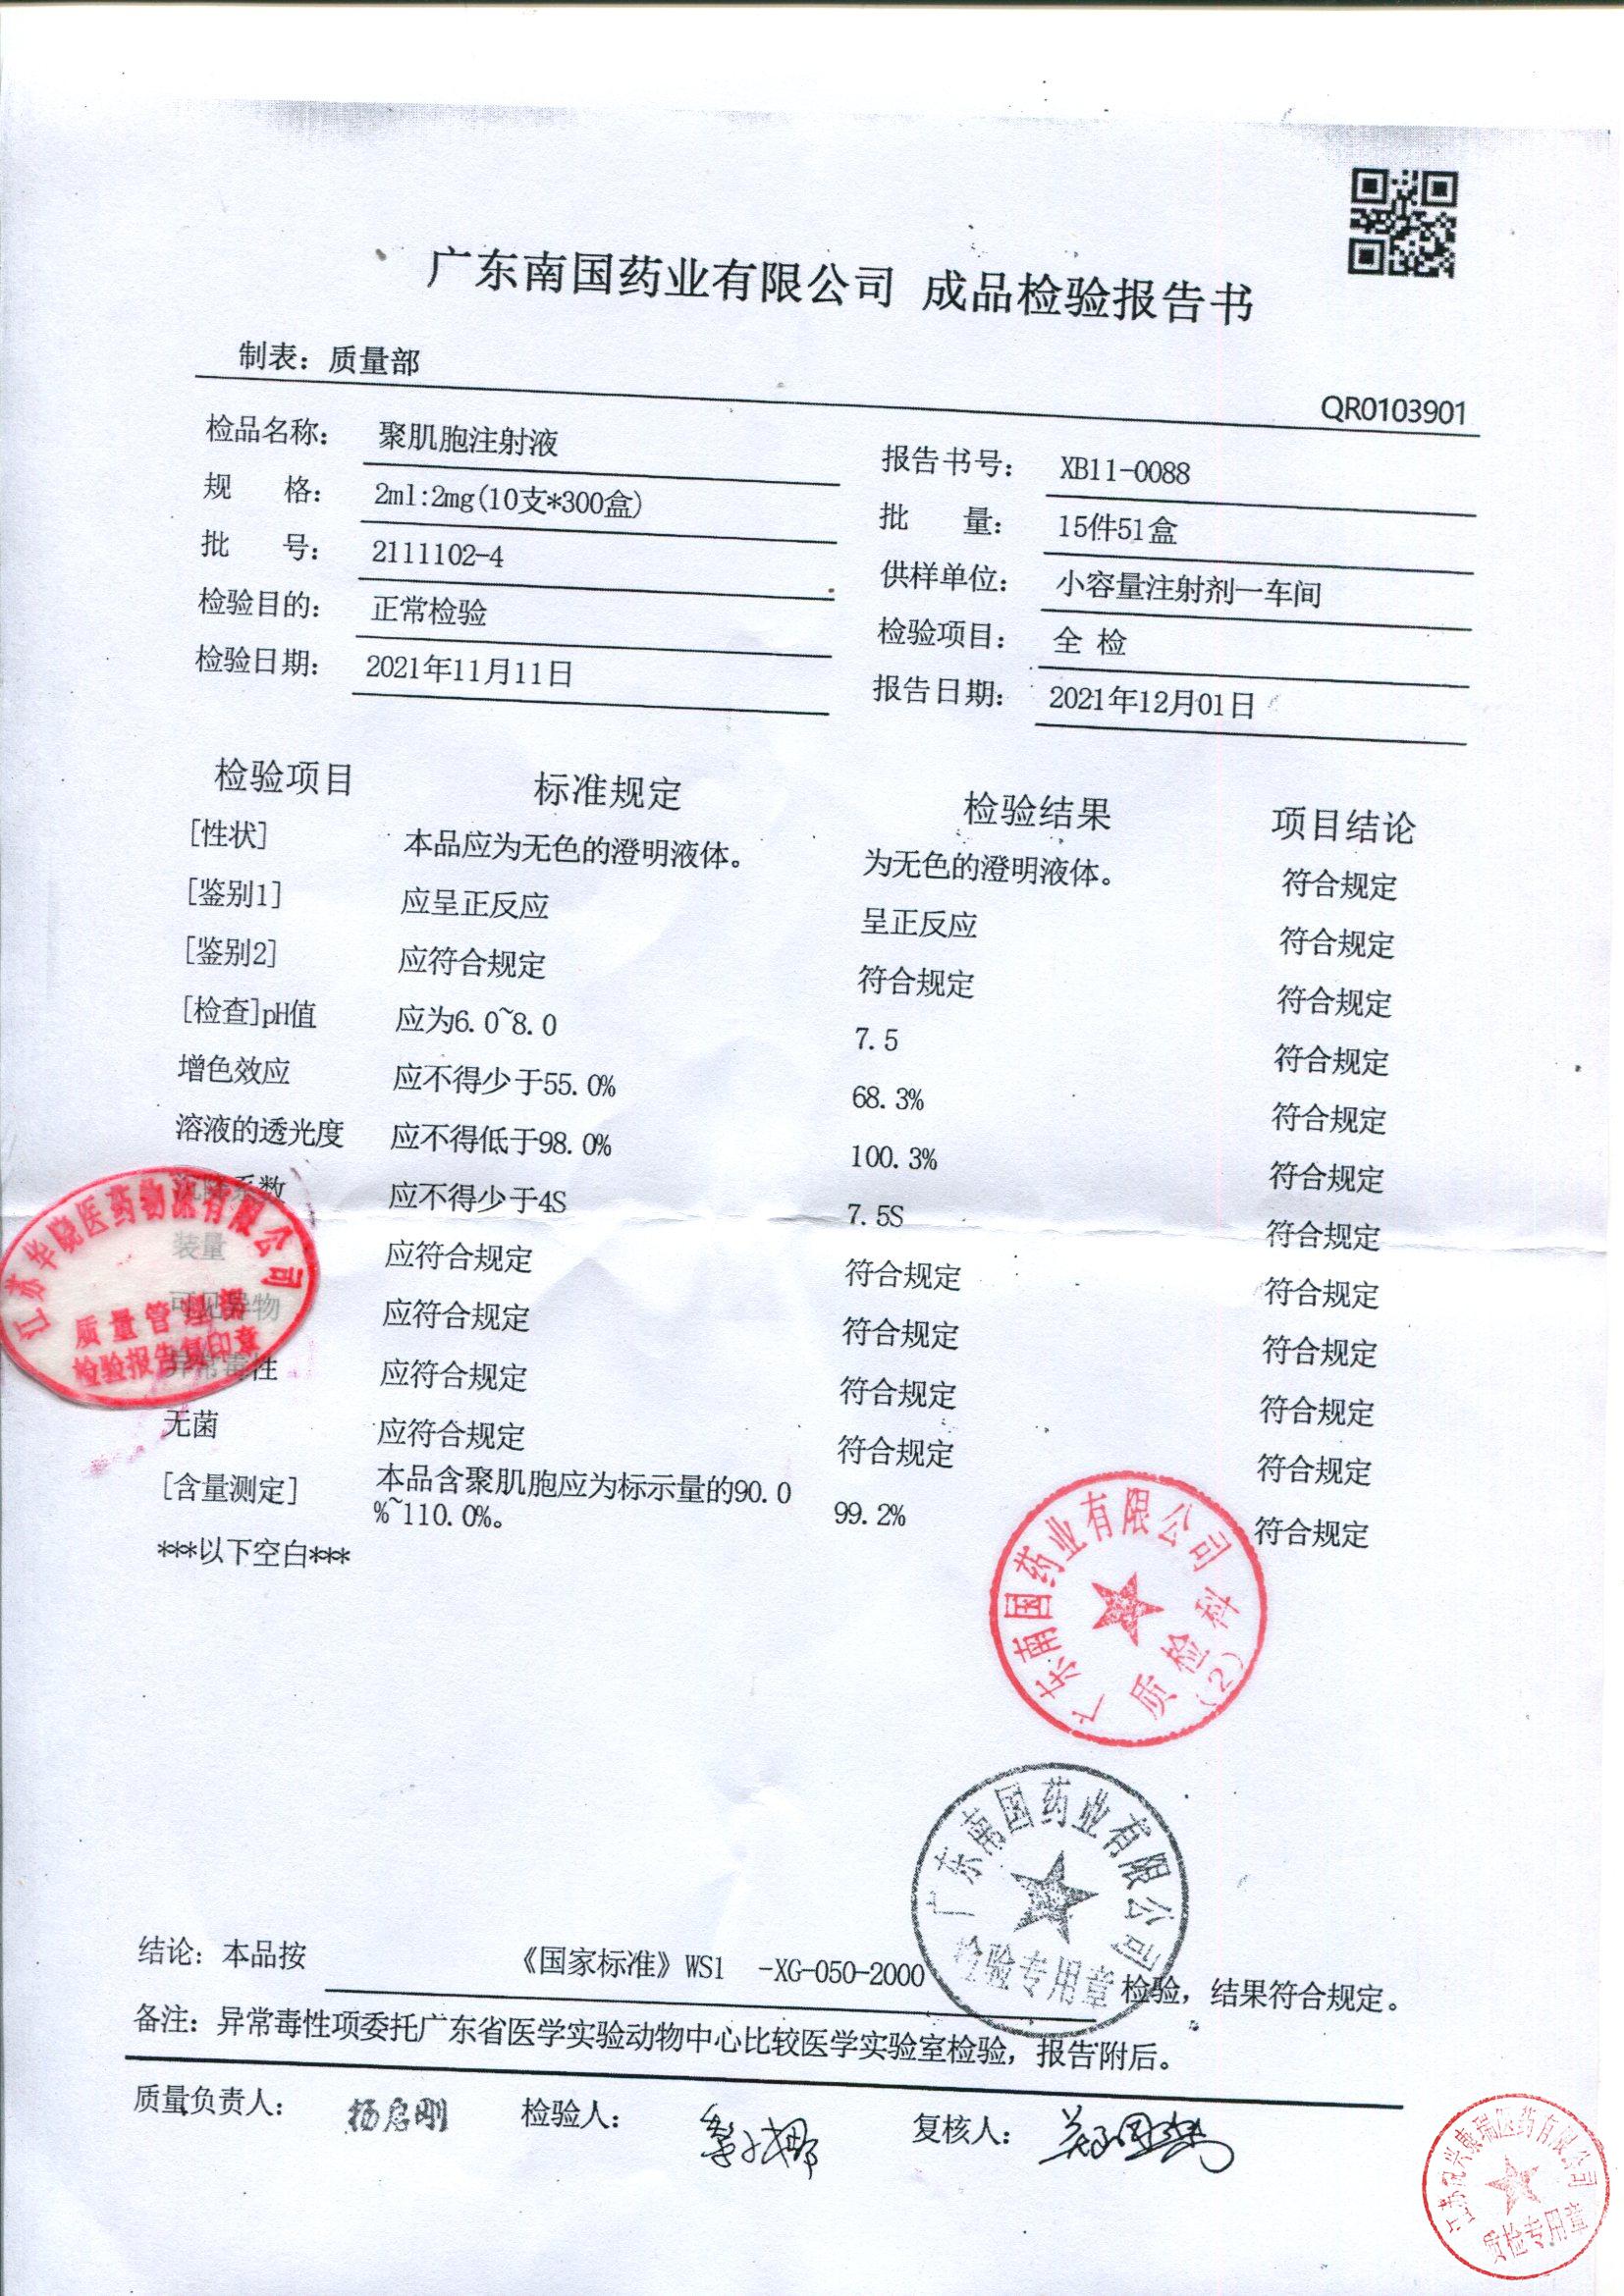 广东南国药业有限公司 成品检验报告书
制表：质量部
QR0103901
检品名称： 聚肌胞注射液 报告书号： XB11-0088
规 格： 2ml:2mg(10支*300盒) 批 量： 15件51盒
批 号： 2111102-4 供样单位： 小容量注射剂一车间
检验目的： 正常检验 检验项目： 全 检
检验日期： 2021年11月11日 报告日期： 2021年12月01日
检验项目 标准规定 检验结果 项目结论
[性状] 本品应为无色的澄明液体。 为无色的澄明液体。 符合规定
[鉴别1] 应呈正反应 呈正反应 符合规定
[鉴别2] 应符合规定 符合规定 符合规定
[检查]pH值 应为6.0~8.0 7.5 符合规定
增色效应 应不得少于55.0% 68.3% 符合规定
溶液的透光度 应不得低于98.0% 100.3% 符合规定
沉降系数 应不得少于4S 7.5S 符合规定
装量 应符合规定 符合规定 符合规定
可见异物 应符合规定 符合规定 符合规定
异常毒性 应符合规定 符合规定 符合规定
无菌 应符合规定 符合规定 符合规定
[含量测定] 本品含聚肌胞应为标示量的90.0 99.2% 符合规定
%~110.0%。
***以下空白***
江苏华晓医药物流有限公司
质量管理部
检验报告复印章
广东南国药业有限公司
质检科
(2)
广东南国药业有限公司
检验专用章
结论：本品按 《国家标准》WS1 -XG-050-2000 检验，结果符合规定。
备注：异常毒性项委托广东省医学实验动物中心比较医学实验室检验，报告附后。
质量负责人： 杨启刚 检验人： 复核人：
医药有限公司
质检专用章